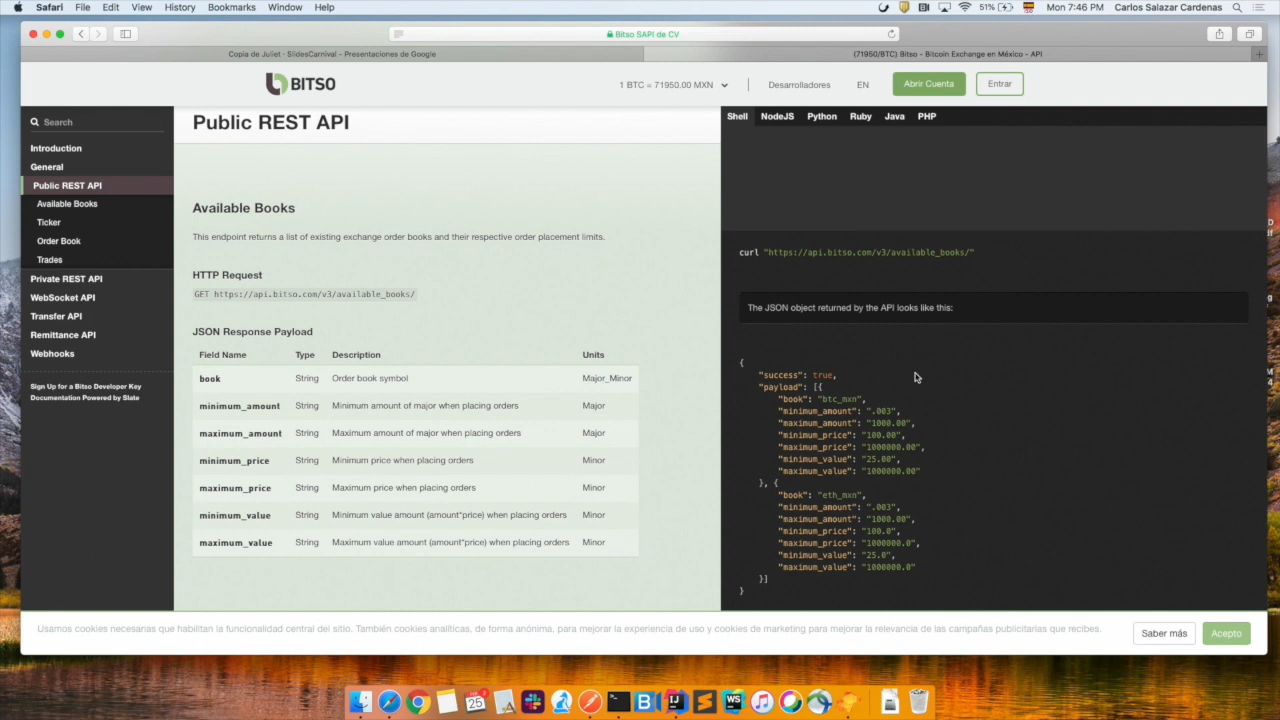 Safari File Edit View History Bookmarks Window Help 51% Mon 7:46 PM Carlos Salazar Cardenas
Bitso SAPI de CV
Copia de Juliet · SlidesCarnival - Presentaciones de Google
(71950/BTC) Bitso - Bitcoin Exchange en México - API
BITSO
1 BTC = 71950.00 MXN
Desarrolladores
EN
Abrir Cuenta
Entrar
Search
Introduction
General
Public REST API
Available Books
Ticker
Order Book
Trades
Private REST API
WebSocket API
Transfer API
Remittance API
Webhooks
Sign Up for a Bitso Developer Key
Documentation Powered by Slate
Public REST API
Available Books
This endpoint returns a list of existing exchange order books and their respective order placement limits.
HTTP Request
GET https://api.bitso.com/v3/available_books/
JSON Response Payload
Field Name Type Description Units
book String Order book symbol Major_Minor
minimum_amount String Minimum amount of major when placing orders Major
maximum_amount String Maximum amount of major when placing orders Major
minimum_price String Minimum price when placing orders Minor
maximum_price String Maximum price when placing orders Minor
minimum_value String Minimum value amount (amount*price) when placing orders Minor
maximum_value String Maximum value amount (amount*price) when placing orders Minor
Shell NodeJS Python Ruby Java PHP
curl "https://api.bitso.com/v3/available_books/"
The JSON object returned by the API looks like this:
{
"success": true,
"payload": [{
"book": "btc_mxn",
"minimum_amount": ".003",
"maximum_amount": "1000.00",
"minimum_price": "100.00",
"maximum_price": "1000000.00",
"minimum_value": "25.00",
"maximum_value": "1000000.00"
}, {
"book": "eth_mxn",
"minimum_amount": ".003",
"maximum_amount": "1000.00",
"minimum_price": "100.0",
"maximum_price": "1000000.0",
"minimum_value": "25.0",
"maximum_value": "1000000.0"
}]
}
Usamos cookies necesarias que habilitan la funcionalidad central del sitio. También cookies analíticas, de forma anónima, para mejorar la experiencia de uso y cookies de marketing para mejorar la relevancia de las campañas publicitarias que recibes.
Saber más
Acepto
25
WS